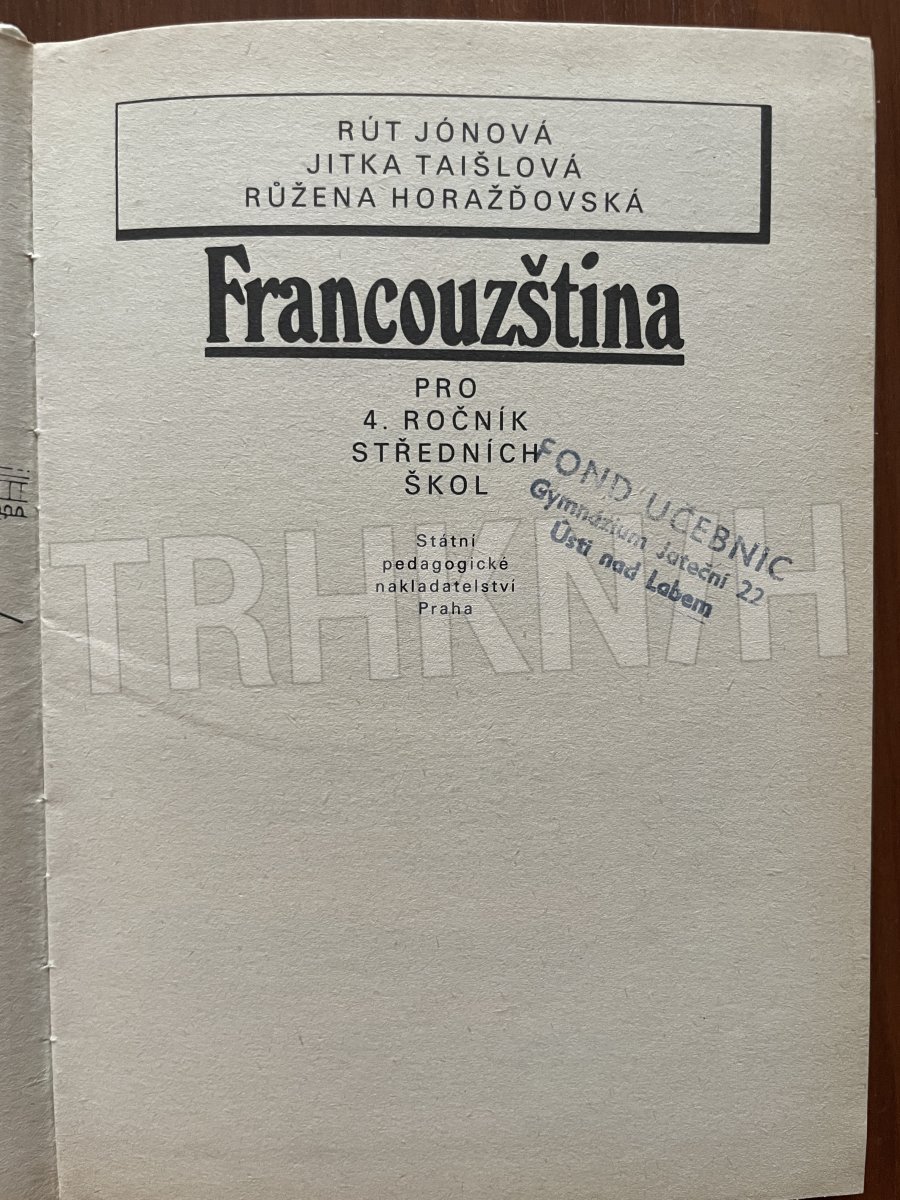 RÚT JÓNOVÁ
JITKA TAIŠLOVÁ
RŮŽENA HORAŽĎOVSKÁ
Francouzština
PRO
4. ROČNÍK
STŘEDNÍCH
ŠKOL
Státní
pedagogické
nakladatelství
Praha
FOND UČEBNIC
Gymnázium Jateční 22
Ústí nad Labem
TRHKNIH